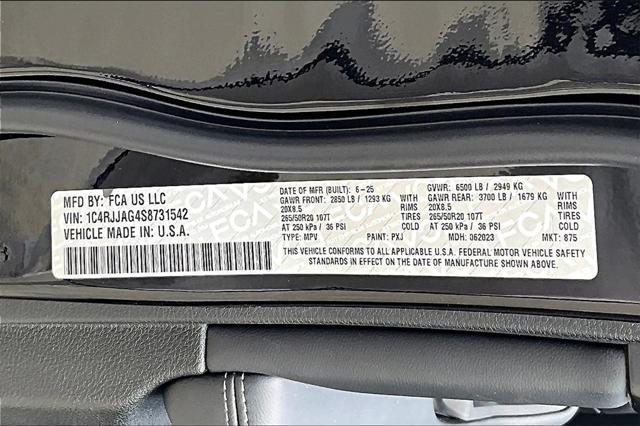 MFD BY: FCA US LLC
VIN: 1C4RJJAG4S8731542
VEHICLE MADE IN: U.S.A.
DATE OF MFR (BUILT): 6-25 GVWR: 6500 LB / 2949 KG
GAWR FRONT: 2850 LB / 1293 KG WITH GAWR REAR: 3700 LB / 1679 KG WITH
20X8.5 RIMS 20X8.5 RIMS
265/50R20 107T 265/50R20 107T
AT 250 kPa / 36 PSI AT 250 kPa / 36 PSI
TYPE: MPV PAINT: PXJ MDH: 062023 MKT: 875
THIS VEHICLE CONFORMS TO ALL APPLICABLE U.S.A. FEDERAL MOTOR VEHICLE SAFETY
STANDARDS IN EFFECT ON THE DATE OF MANUFACTURE SHOWN ABOVE.